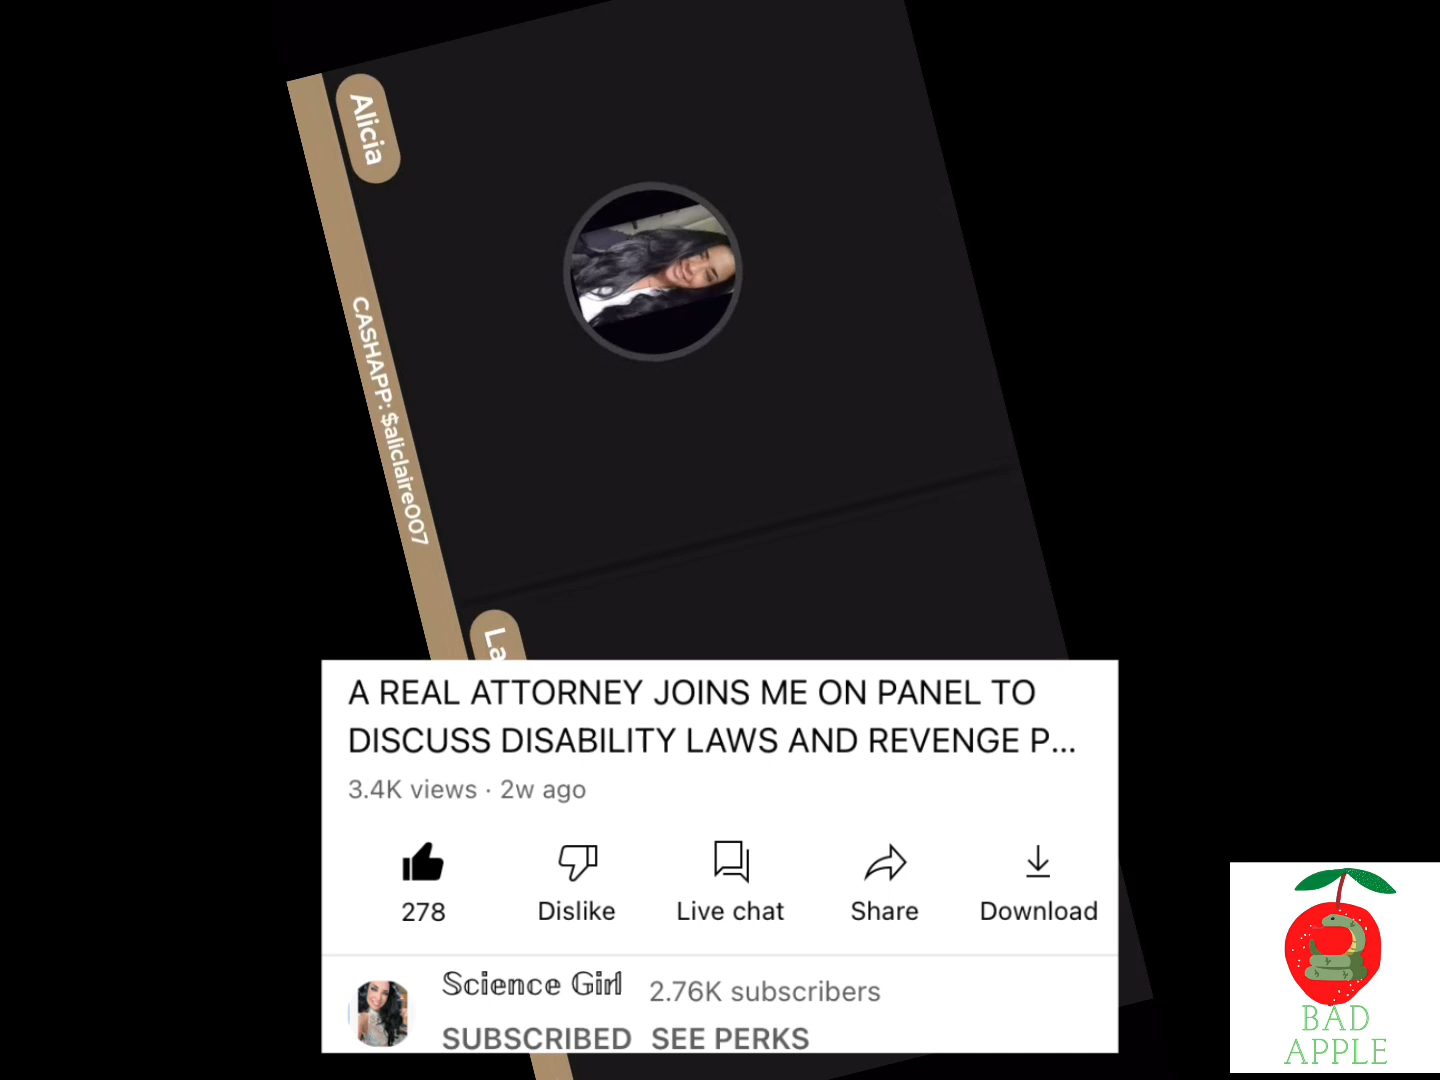 Alicia
CASHAPP: $aliclaire007
La
A REAL ATTORNEY JOINS ME ON PANEL TO
DISCUSS DISABILITY LAWS AND REVENGE P...
3.4K views · 2w ago
278
Dislike
Live chat
Share
Download
Science Girl 2.76K subscribers
SUBSCRIBED SEE PERKS
BAD
APPLE